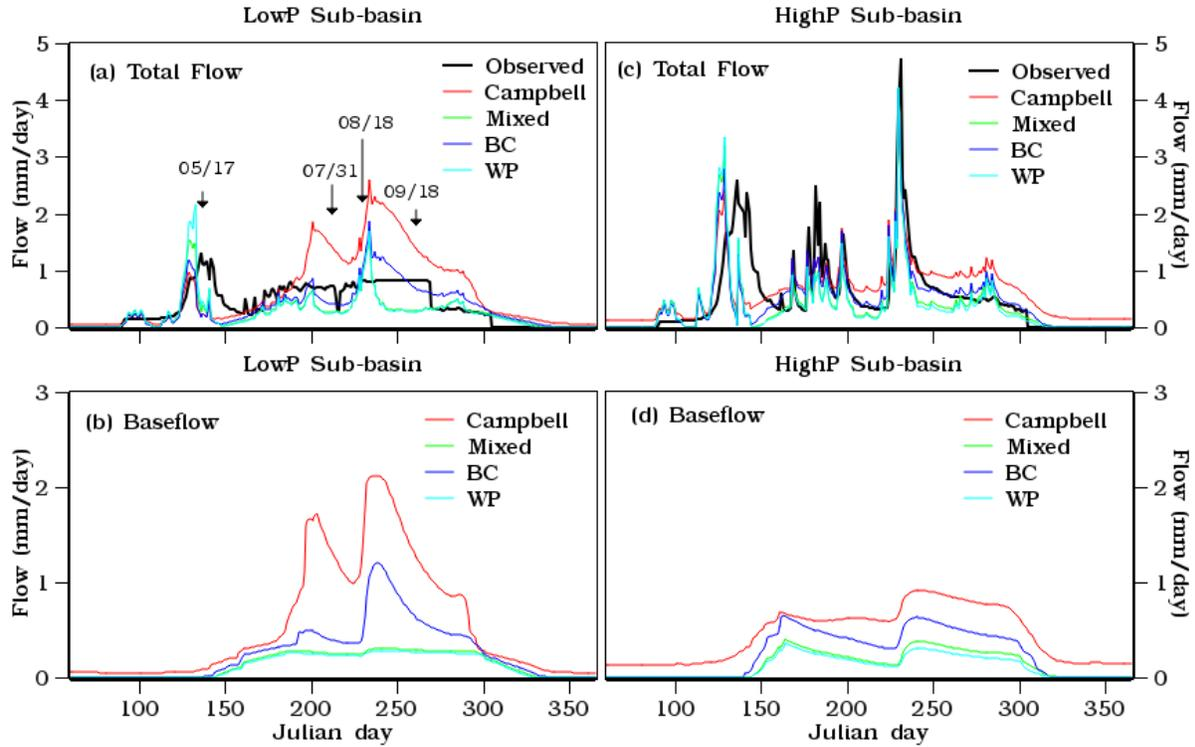 LowP Sub-basin
HighP Sub-basin
5
4
3
2
1
0
Flow (mm/day)
(a) Total Flow
Observed
Campbell
Mixed
BC
WP
05/17
07/31
08/18
09/18
(c) Total Flow
Observed
Campbell
Mixed
BC
WP
5
4
3
2
1
0
Flow (mm/day)
LowP Sub-basin
HighP Sub-basin
3
2
1
0
Flow (mm/day)
(b) Baseflow
Campbell
Mixed
BC
WP
(d) Baseflow
Campbell
Mixed
BC
WP
3
2
1
0
Flow (mm/day)
100 150 200 250 300 350
100 150 200 250 300 350
Julian day
Julian day